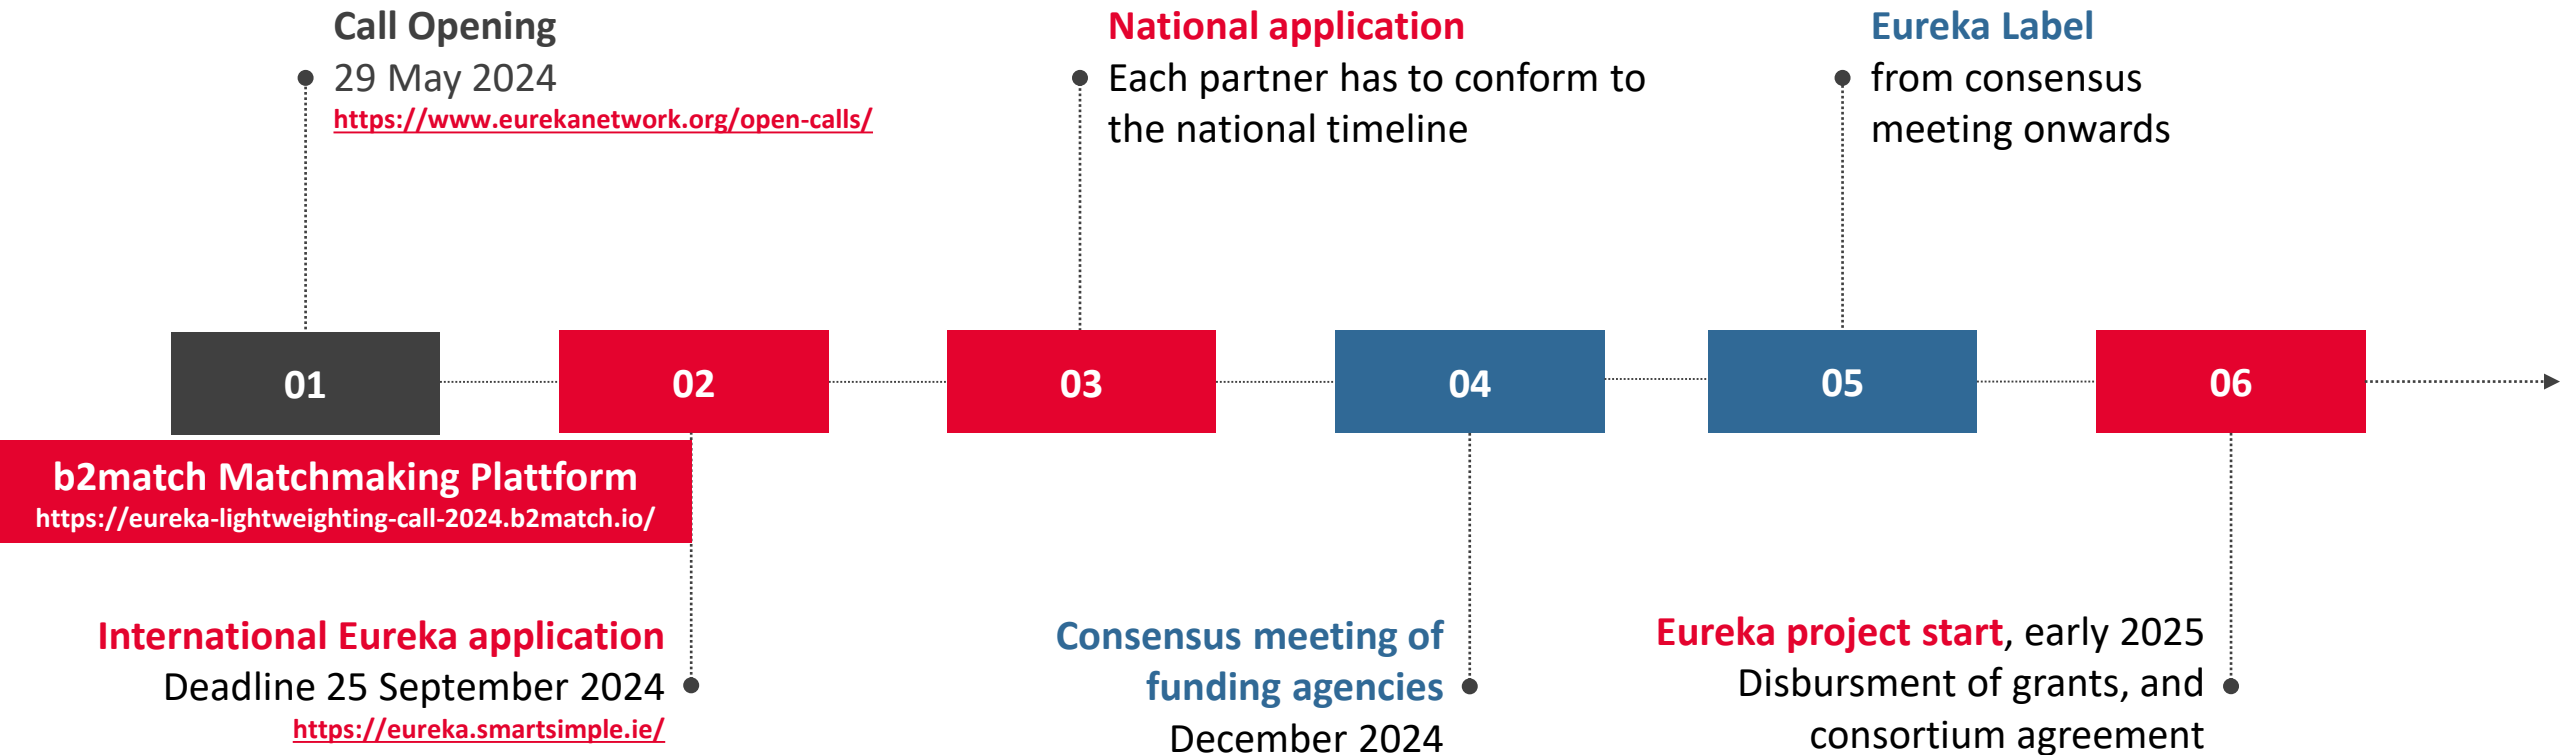 Call Opening
29 May 2024
https://www.eurekanetwork.org/open-calls/
National application
Each partner has to conform to
the national timeline
Eureka Label
from consensus
meeting onwards
01
02
03
04
05
06
b2match Matchmaking Plattform
https://eureka-lightweighting-call-2024.b2match.io/
International Eureka application
Deadline 25 September 2024
https://eureka.smartsimple.ie/
Consensus meeting of
funding agencies
December 2024
Eureka project start, early 2025
Disbursment of grants, and
consortium agreement